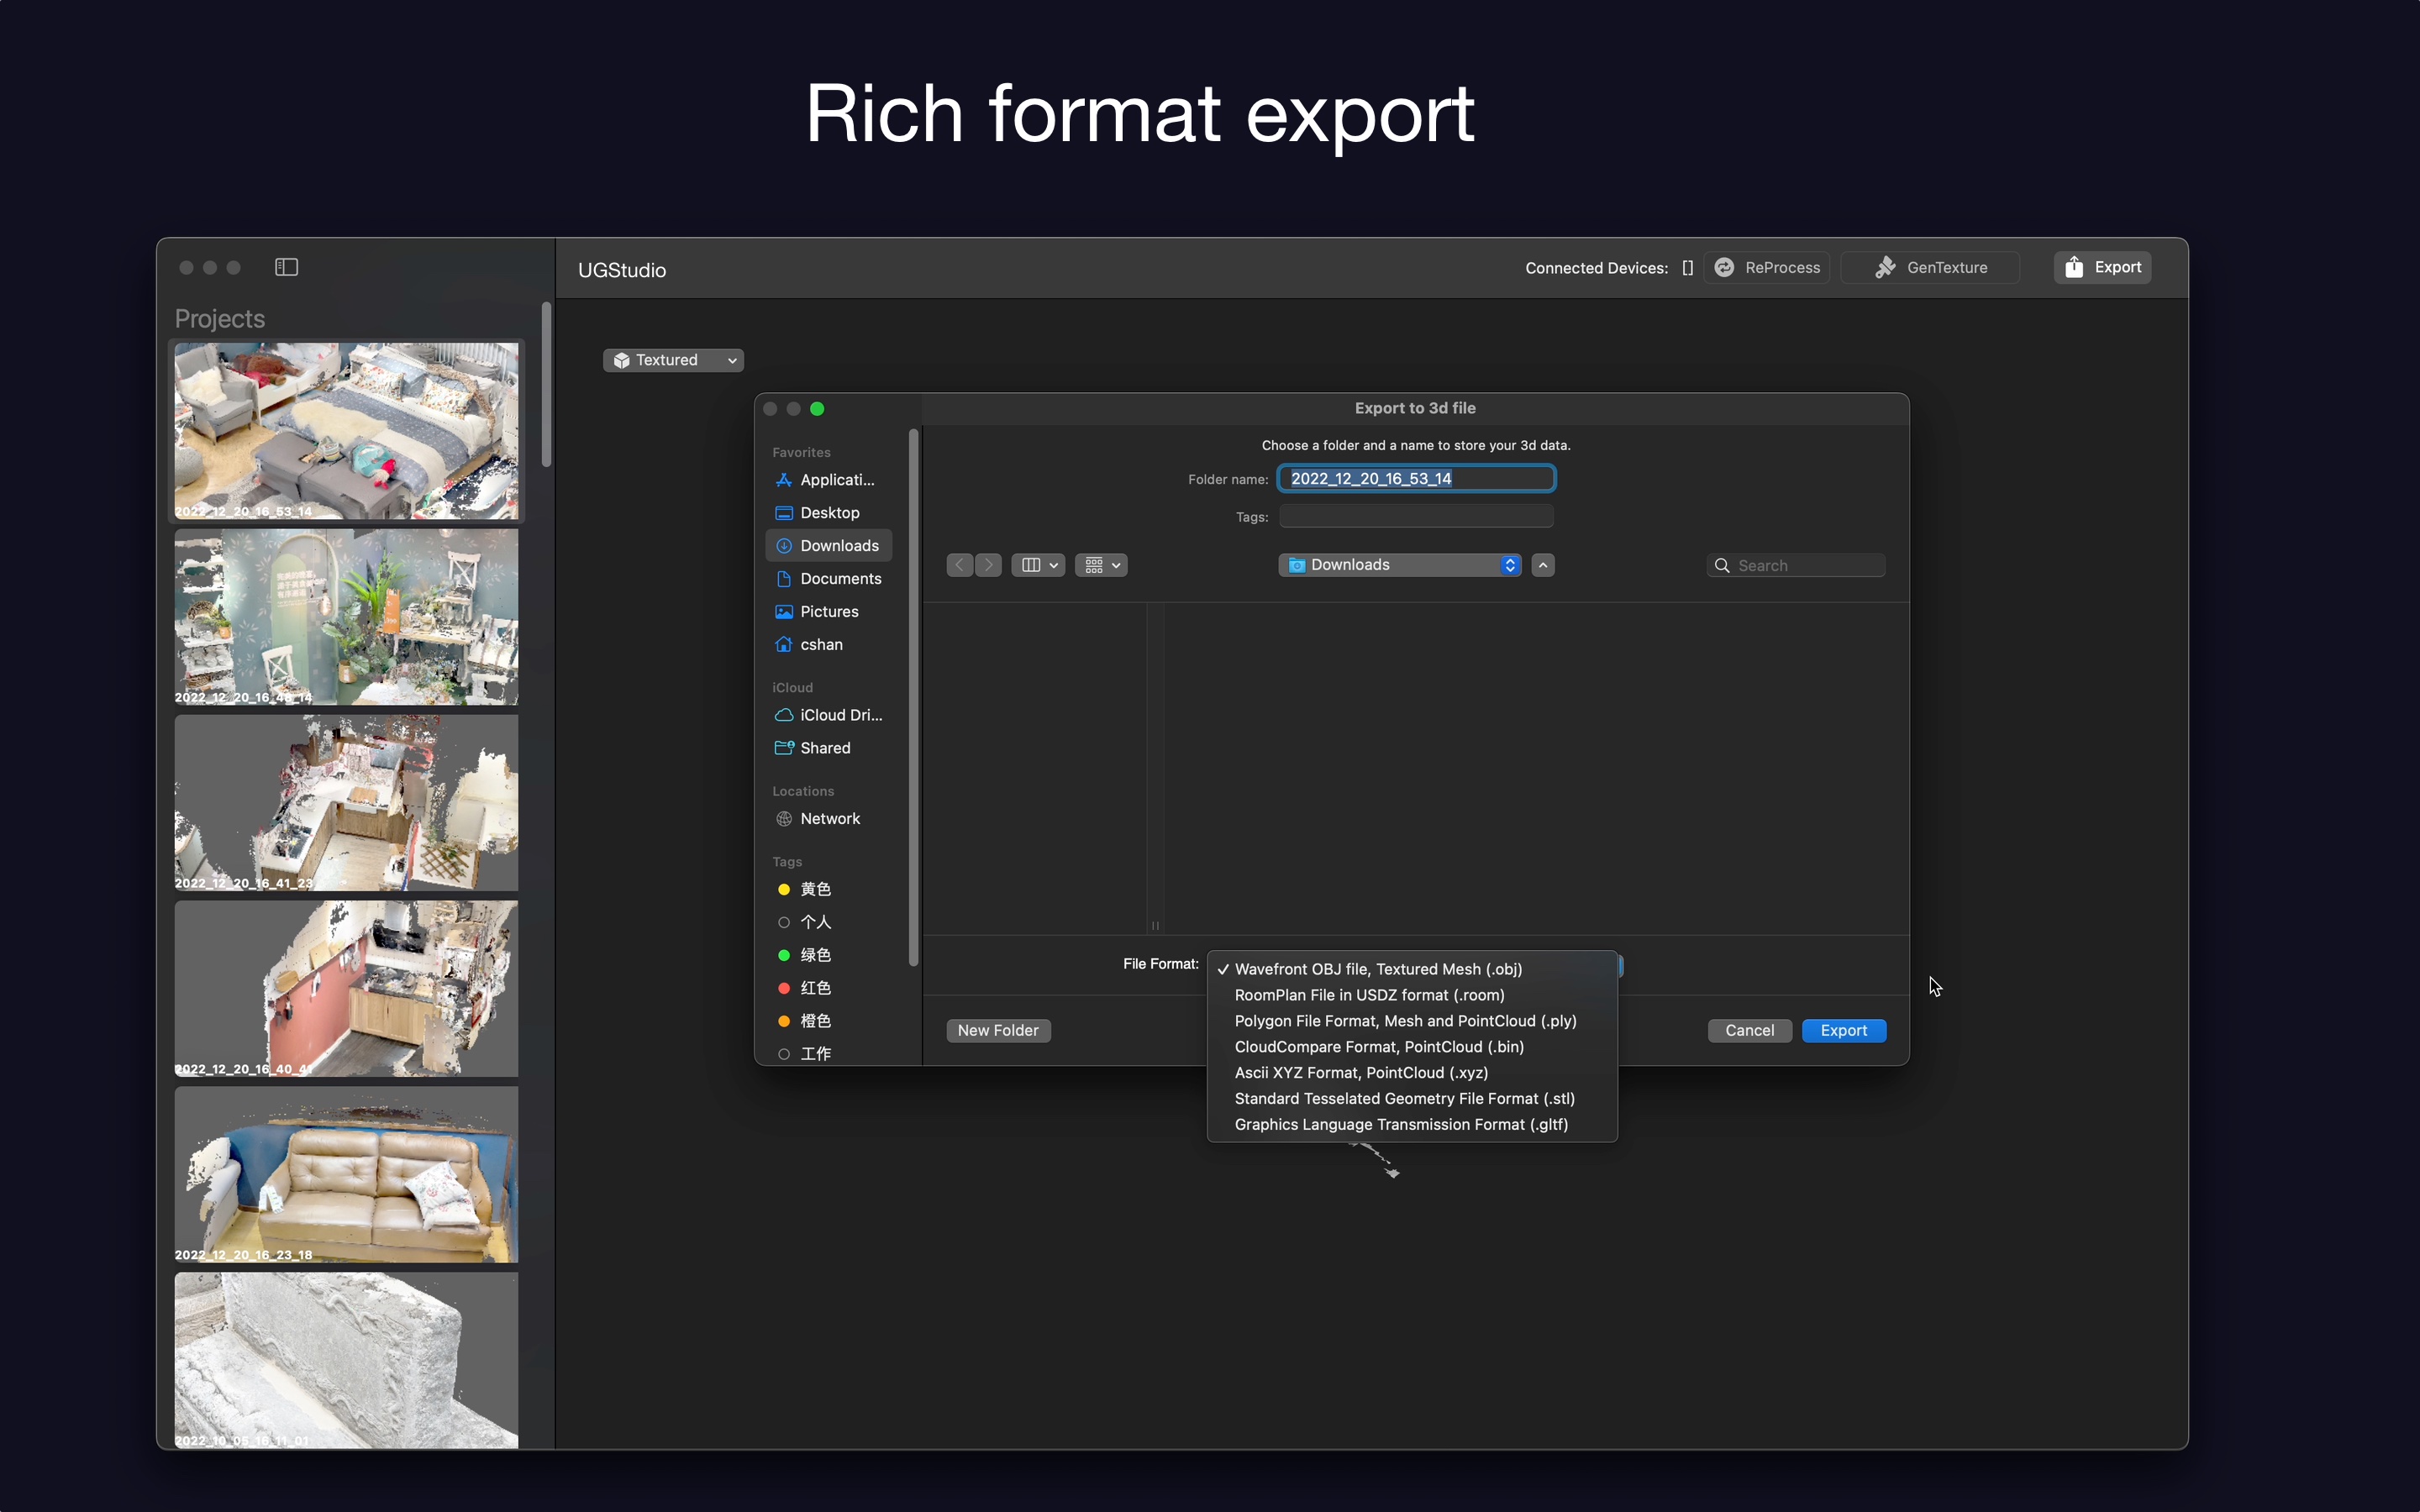 Rich format export
UGStudio
Connected Devices: []
ReProcess
GenTexture
Export
Projects
2022_12_20_16_53_14
2022_12_20_16_48_14
2022_12_20_16_41_23
2022_12_20_16_40_41
2022_12_20_16_23_18
2022_10_05_16_11_01
Textured
Export to 3d file
Choose a folder and a name to store your 3d data.
Folder name: 2022_12_20_16_53_14
Tags:
Downloads
Search
Favorites
Applicati...
Desktop
Downloads
Documents
Pictures
cshan
iCloud
iCloud Dri...
Shared
Locations
Network
Tags
黄色
个人
绿色
红色
橙色
工作
File Format:
✓ Wavefront OBJ file, Textured Mesh (.obj)
RoomPlan File in USDZ format (.room)
Polygon File Format, Mesh and PointCloud (.ply)
CloudCompare Format, PointCloud (.bin)
Ascii XYZ Format, PointCloud (.xyz)
Standard Tesselated Geometry File Format (.stl)
Graphics Language Transmission Format (.gltf)
New Folder
Cancel
Export